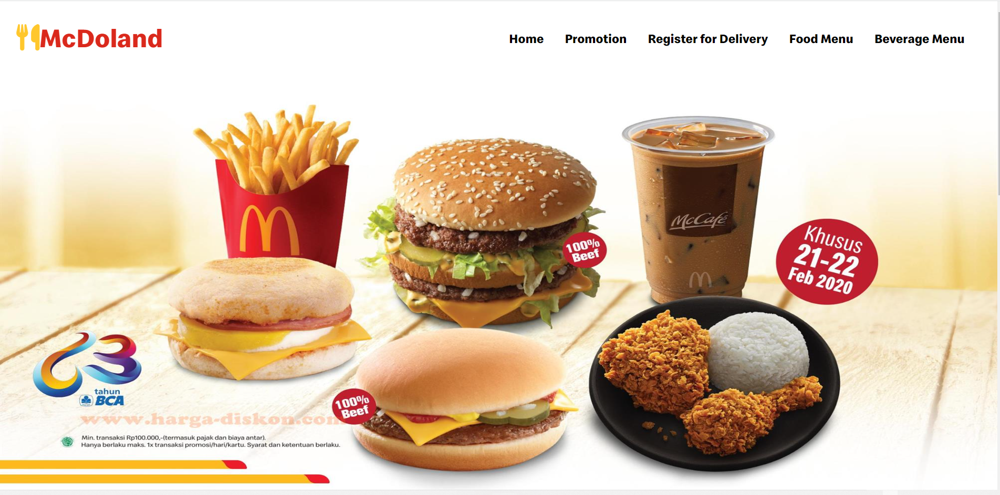 McDoland
Home Promotion Register for Delivery Food Menu Beverage Menu
McCafé
100%
Beef
Khusus
21-22
Feb 2020
63
tahun
BCA
100%
Beef
www.harga-diskon.com
Min. transaksi Rp100.000,-(termasuk pajak dan biaya antar).
Hanya berlaku maks. 1x transaksi promosi/hari/kartu. Syarat dan ketentuan berlaku.